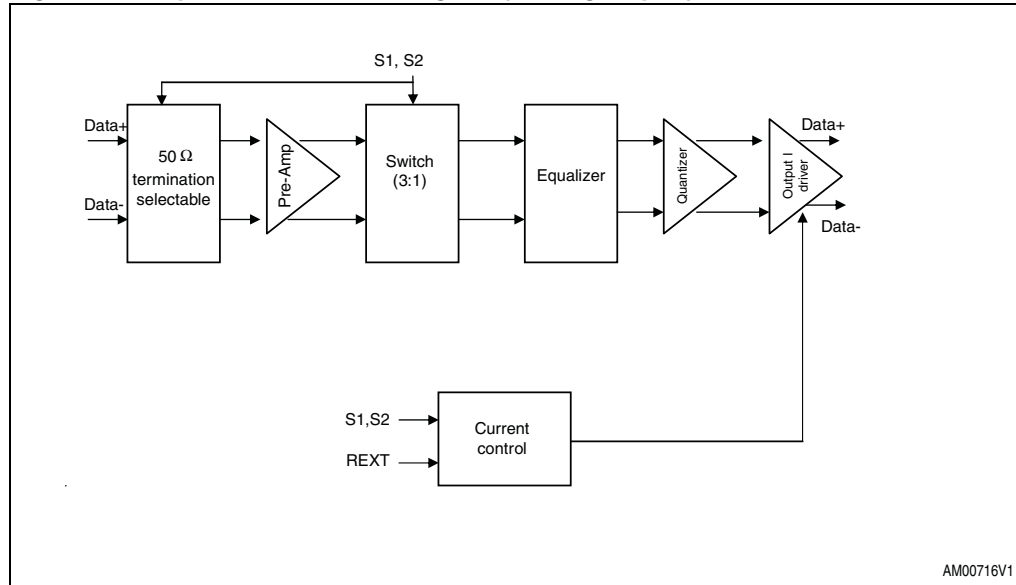 S1, S2
Data+
Data-
50 Ω
termination
selectable
Pre-Amp
Switch
(3:1)
Equalizer
Quantizer
Output I
driver
Data+
Data-
S1,S2
REXT
Current
control
AM00716V1